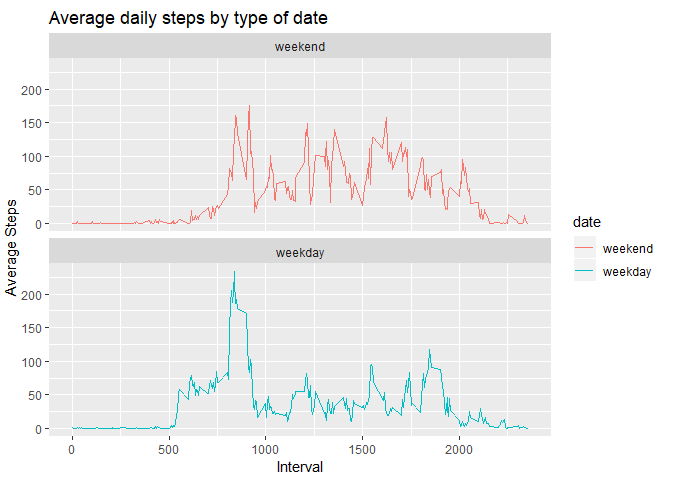 Average daily steps by type of date
weekend
200
150
100
50
0
weekday
200
150
100
50
0
Average Steps
0 500 1000 1500 2000
Interval
date
weekend
weekday